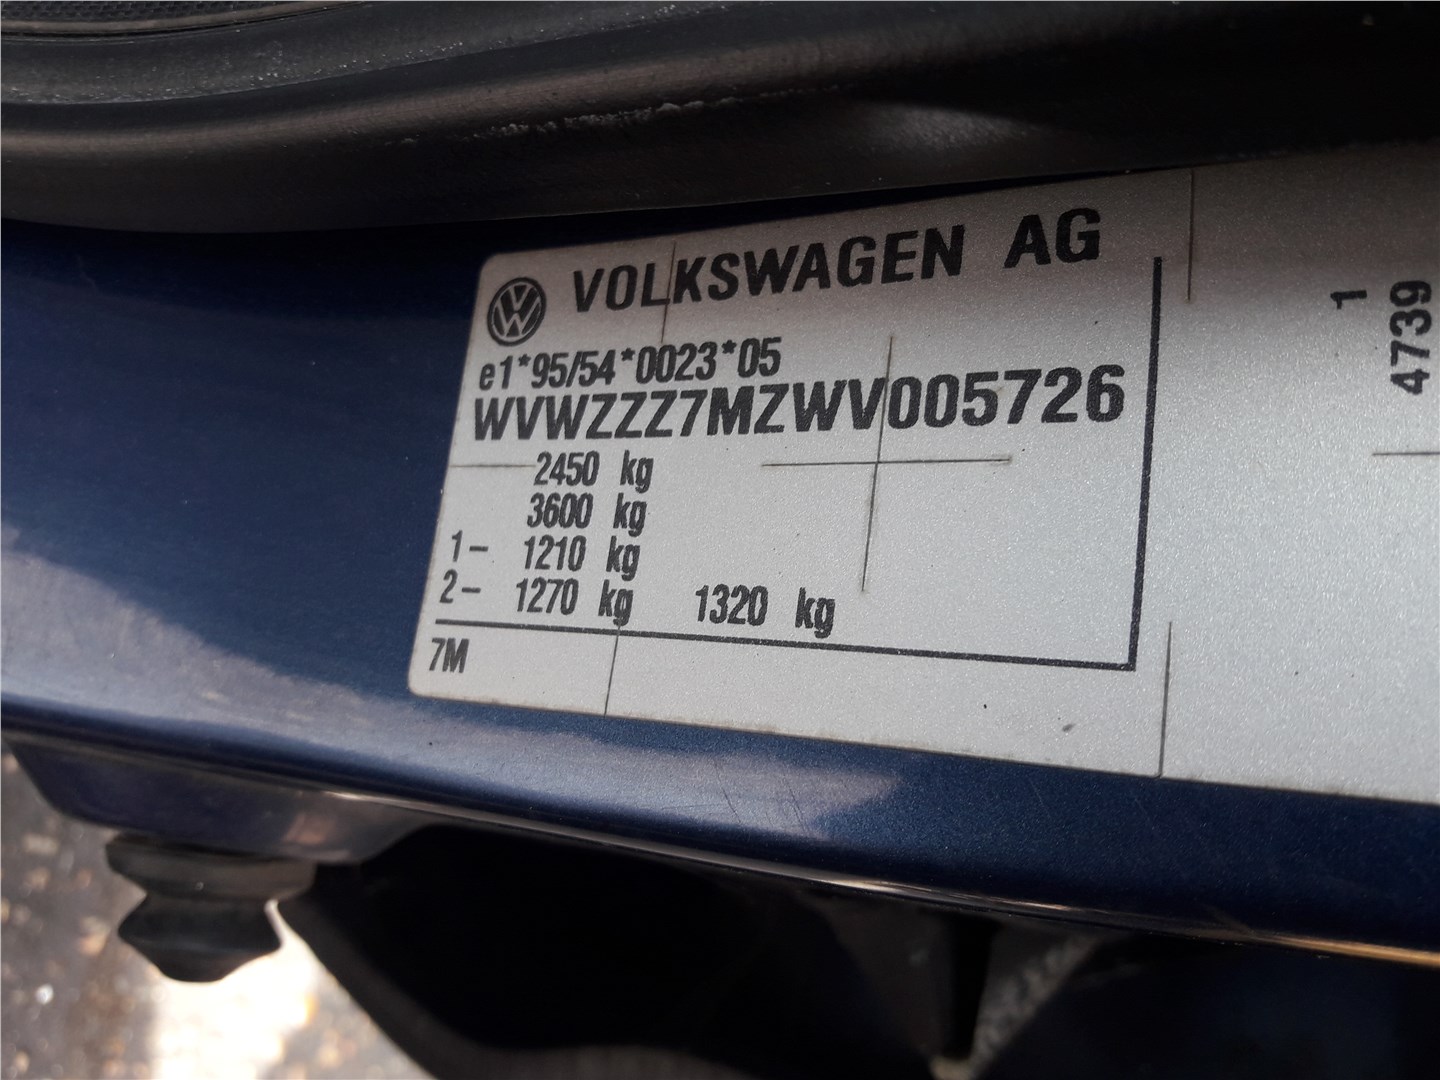 VOLKSWAGEN AG
e1*95/54*0023*05
WVWZZZ7MZWV005726
2450 kg
3600 kg
1- 1210 kg
2- 1270 kg 1320 kg
7M
1
4739